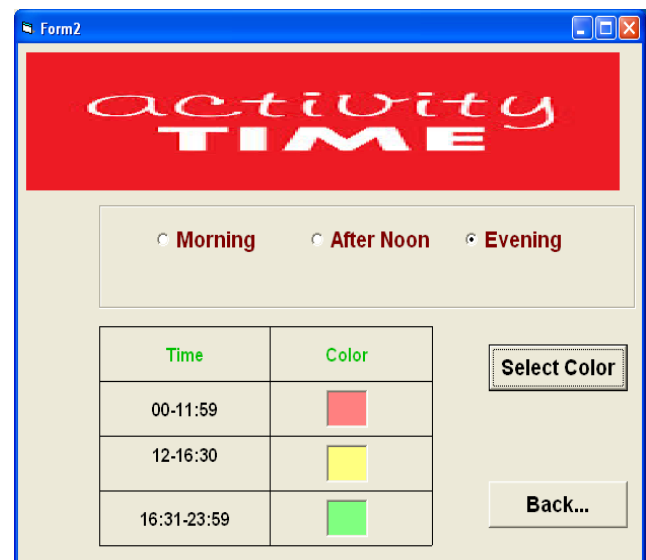 Form2
activity
TIME
Morning After Noon Evening
Time Color
Select Color
00-11:59
12-16:30
16:31-23:59
Back...